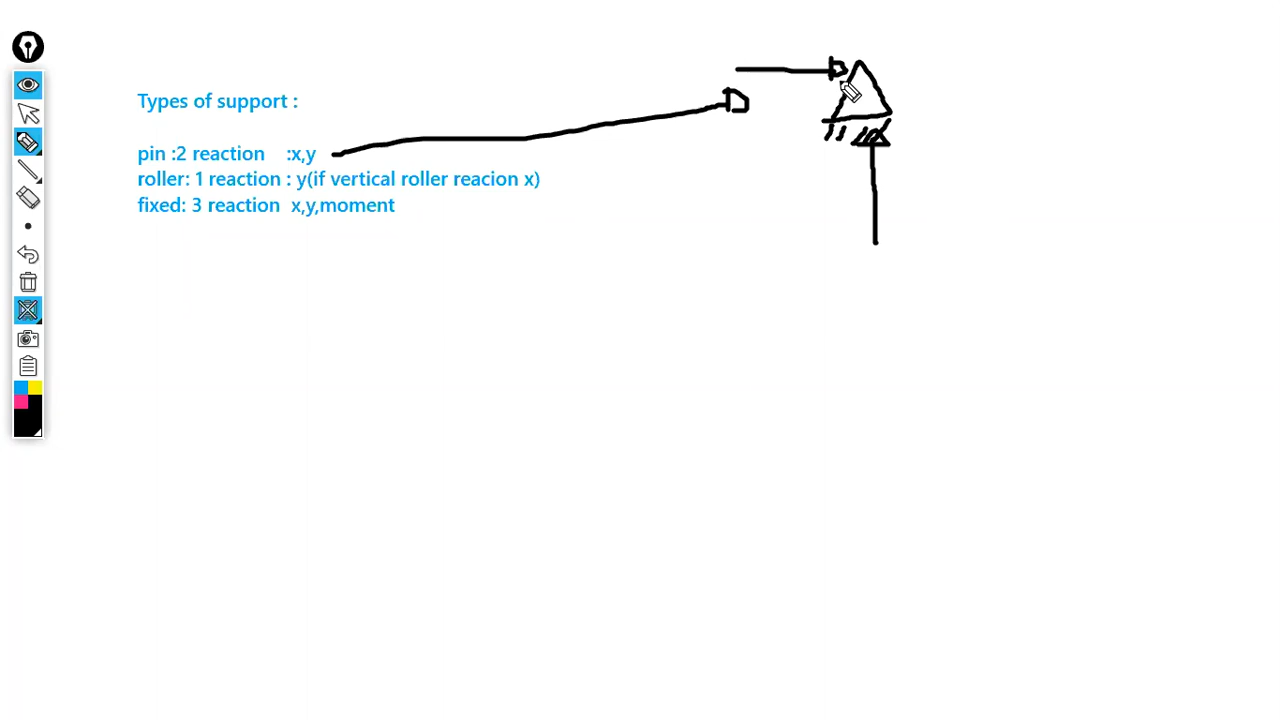 Types of support :
pin :2 reaction :x,y
roller: 1 reaction : y(if vertical roller reacion x)
fixed: 3 reaction x,y,moment